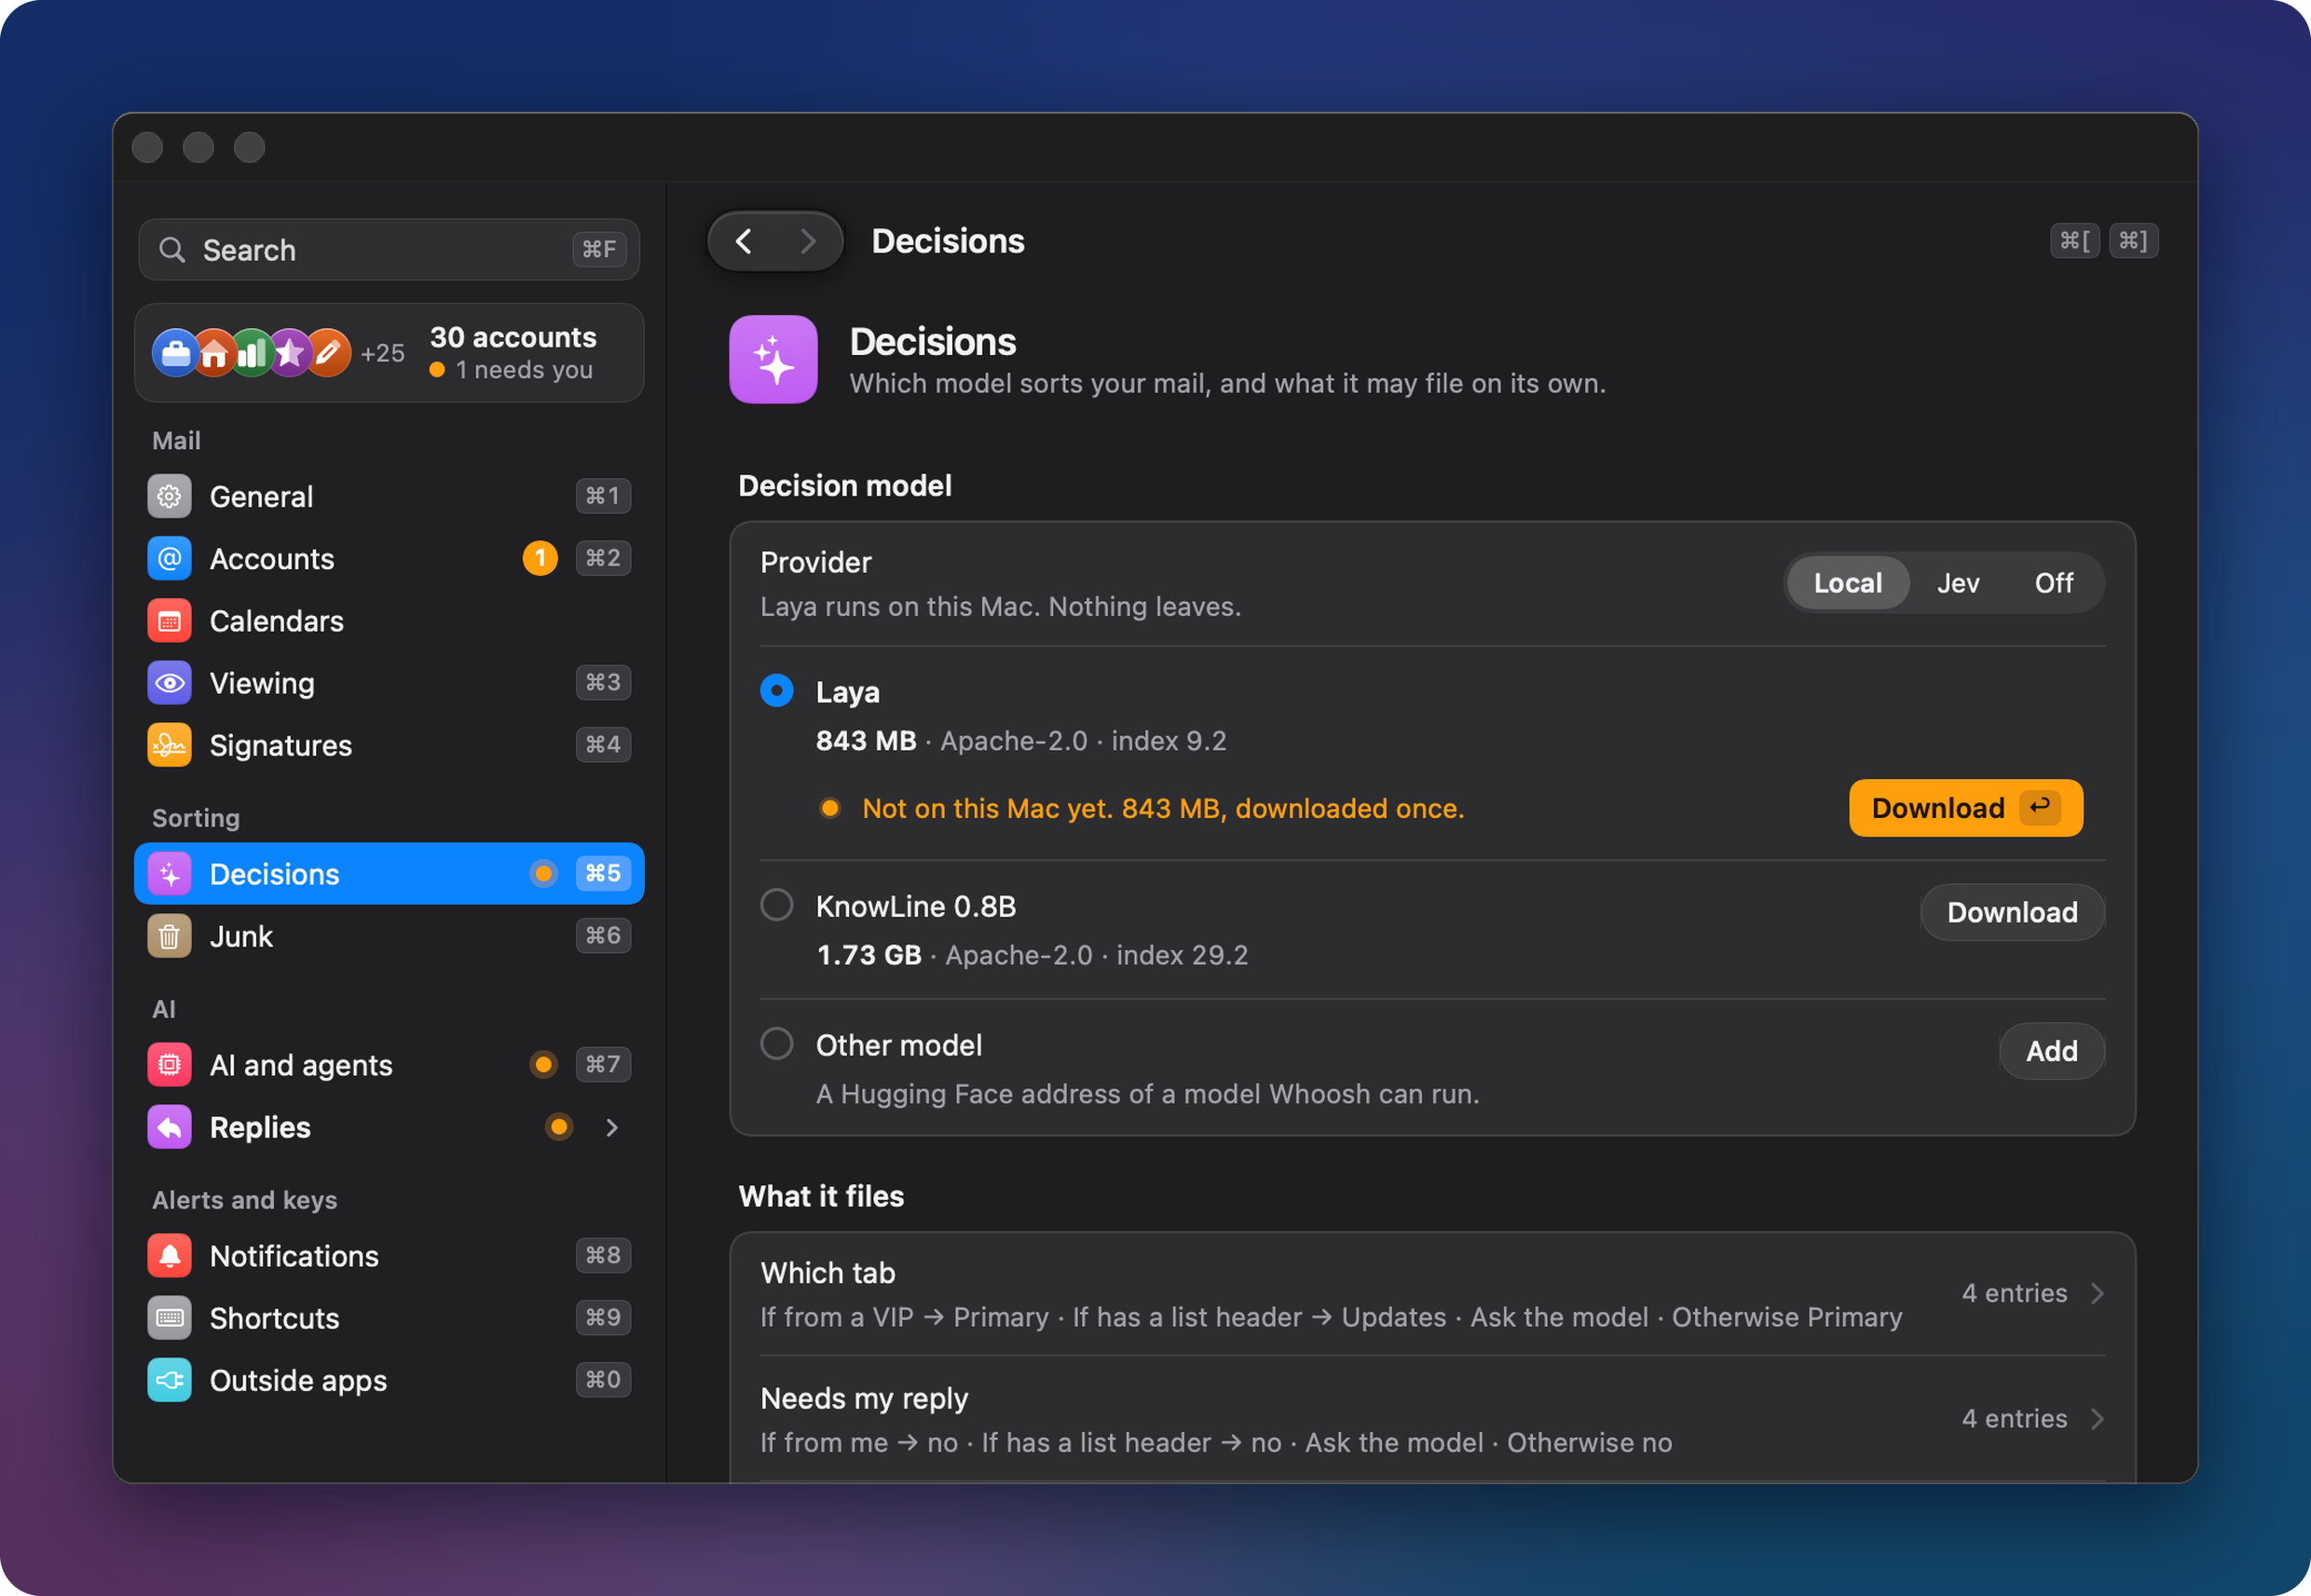 Search ⌘F
+25 30 accounts
1 needs you
Mail
General ⌘1
Accounts 1 ⌘2
Calendars
Viewing ⌘3
Signatures ⌘4
Sorting
Decisions ⌘5
Junk ⌘6
AI
AI and agents ⌘7
Replies
Alerts and keys
Notifications ⌘8
Shortcuts ⌘9
Outside apps ⌘0
Decisions ⌘[ ⌘]
Decisions
Which model sorts your mail, and what it may file on its own.
Decision model
Provider
Laya runs on this Mac. Nothing leaves.
Local Jev Off
Laya
843 MB · Apache-2.0 · index 9.2
Not on this Mac yet. 843 MB, downloaded once. Download ↩
KnowLine 0.8B Download
1.73 GB · Apache-2.0 · index 29.2
Other model Add
A Hugging Face address of a model Whoosh can run.
What it files
Which tab
If from a VIP → Primary · If has a list header → Updates · Ask the model · Otherwise Primary
4 entries
Needs my reply
If from me → no · If has a list header → no · Ask the model · Otherwise no
4 entries